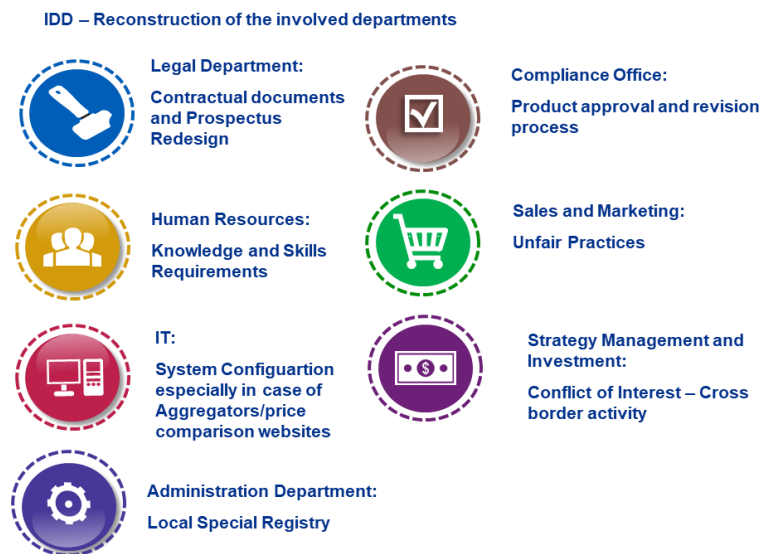 IDD – Reconstruction of the involved departments
Legal Department:
Contractual documents
and Prospectus
Redesign
Compliance Office:
Product approval and revision
process
Human Resources:
Knowledge and Skills
Requirements
Sales and Marketing:
Unfair Practices
IT:
System Configuartion
especially in case of
Aggregators/price
comparison websites
Strategy Management and
Investment:
Conflict of Interest – Cross
border activity
Administration Department:
Local Special Registry